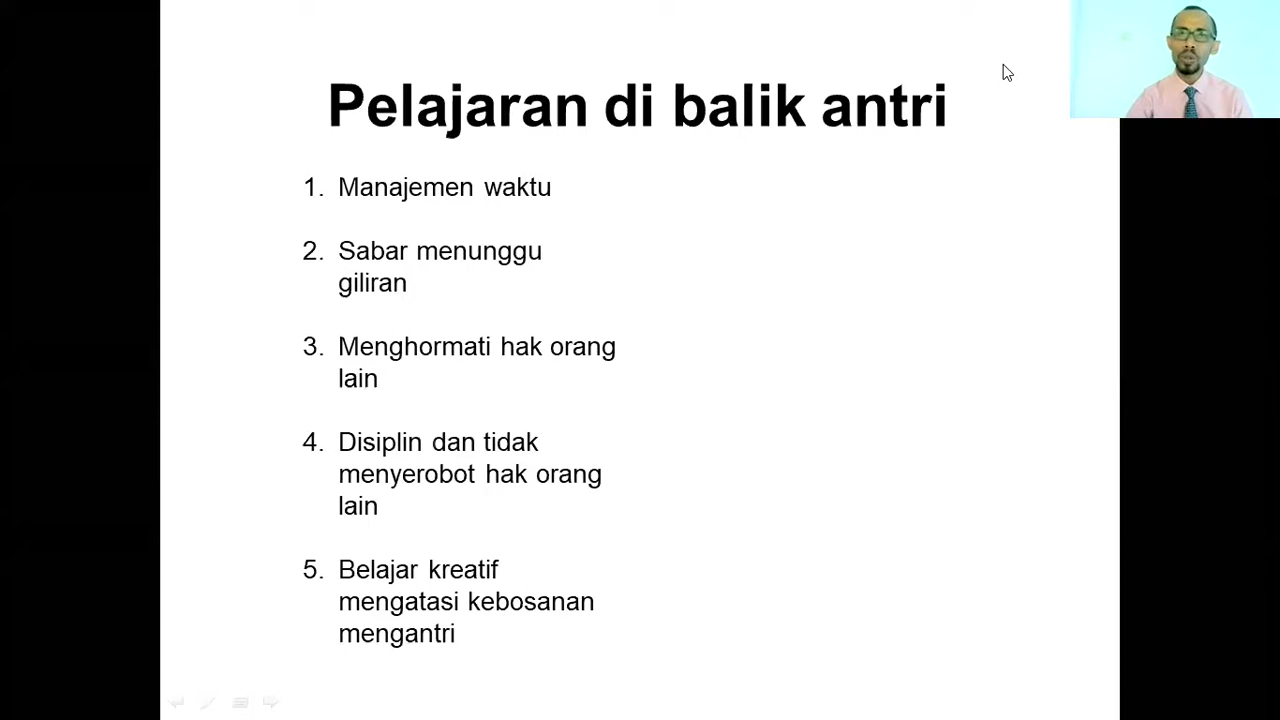 Pelajaran di balik antri
1. Manajemen waktu
2. Sabar menunggu
giliran
3. Menghormati hak orang
lain
4. Disiplin dan tidak
menyerobot hak orang
lain
5. Belajar kreatif
mengatasi kebosanan
mengantri